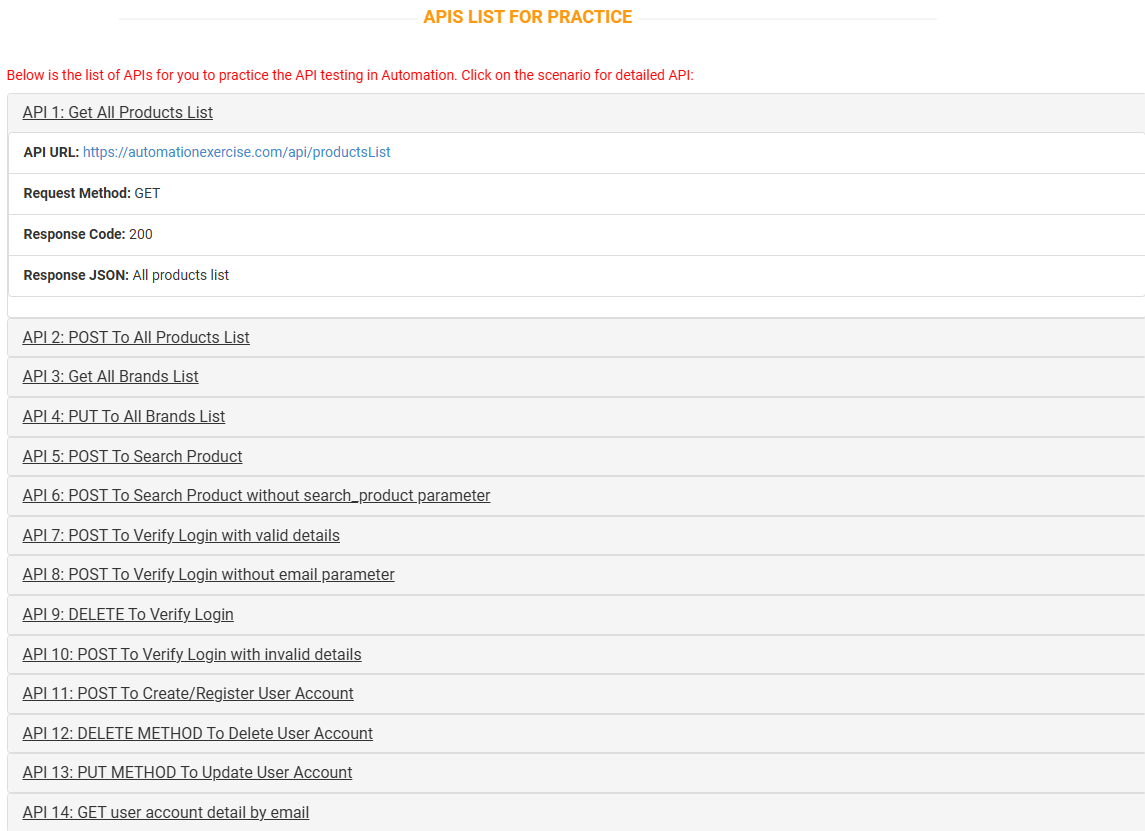 APIS LIST FOR PRACTICE
Below is the list of APIs for you to practice the API testing in Automation. Click on the scenario for detailed API:
API 1: Get All Products List
API URL: https://automationexercise.com/api/productsList
Request Method: GET
Response Code: 200
Response JSON: All products list
API 2: POST To All Products List
API 3: Get All Brands List
API 4: PUT To All Brands List
API 5: POST To Search Product
API 6: POST To Search Product without search_product parameter
API 7: POST To Verify Login with valid details
API 8: POST To Verify Login without email parameter
API 9: DELETE To Verify Login
API 10: POST To Verify Login with invalid details
API 11: POST To Create/Register User Account
API 12: DELETE METHOD To Delete User Account
API 13: PUT METHOD To Update User Account
API 14: GET user account detail by email